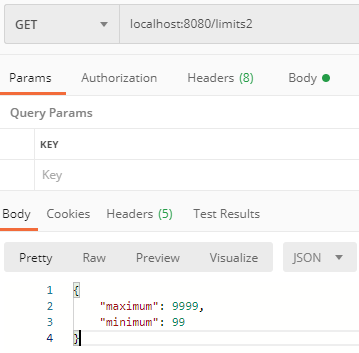 GET localhost:8080/limits2
Params Authorization Headers (8) Body
Query Params
KEY
Key
Body Cookies Headers (5) Test Results
Pretty Raw Preview Visualize JSON
1 {
2 "maximum": 9999,
3 "minimum": 99
4 }